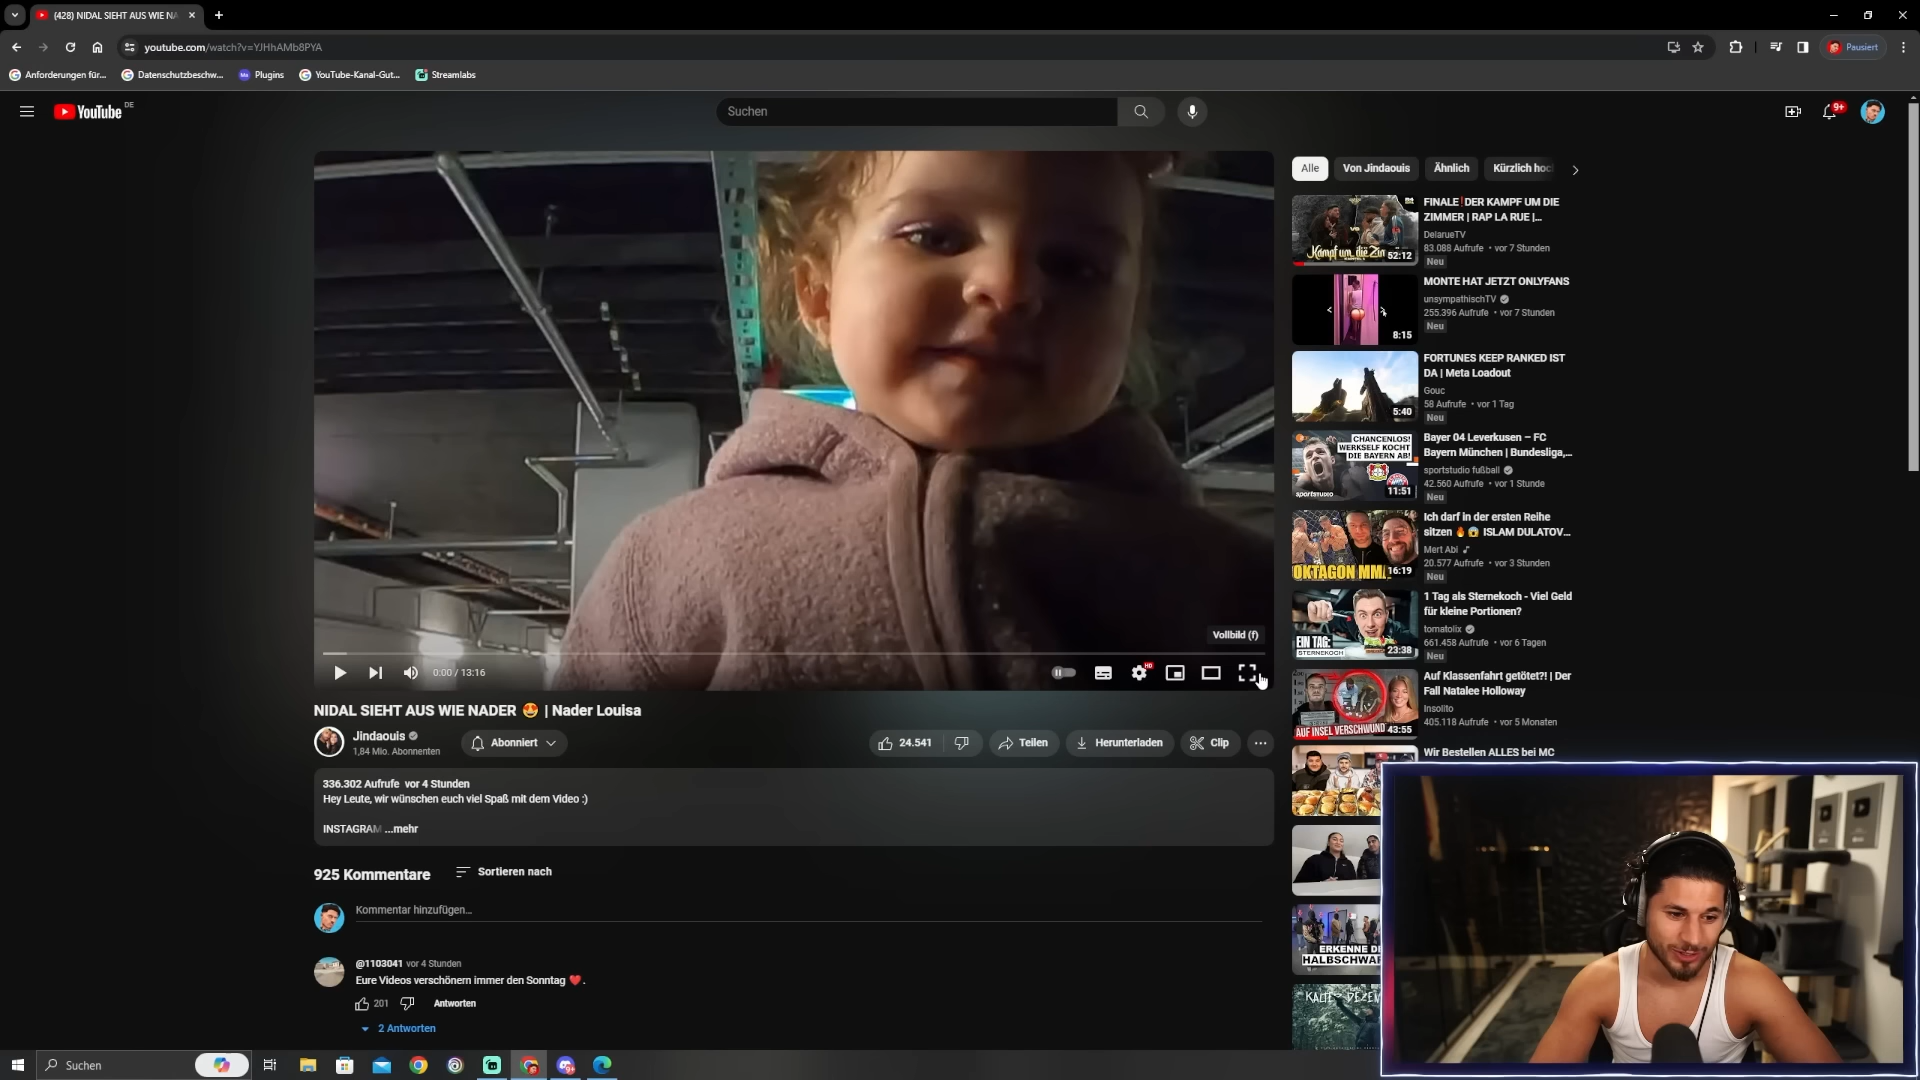 (428) NIDAL SIEHT AUS WIE NA
youtube.com/watch?v=YJHhAMb8PYA
Pausiert
Anforderungen für...
Datenschutzbeschw...
Plugins
YouTube-Kanal-Gut...
Streamlabs
YouTube DE
Suchen
9+
Alle
Von Jindaouis
Ähnlich
Kürzlich hoc
FINALE❗DER KAMPF UM DIE
ZIMMER | RAP LA RUE |...
DelarueTV
83.088 Aufrufe • vor 7 Stunden
Neu
52:12
MONTE HAT JETZT ONLYFANS
unsympathischTV
255.396 Aufrufe • vor 7 Stunden
Neu
8:15
FORTUNES KEEP RANKED IST
DA | Meta Loadout
Gouc
58 Aufrufe • vor 1 Tag
Neu
5:40
CHANCENLOS!
WERKSELF KOCHT
DIE BAYERN AB!
sportstudio
11:51
Bayer 04 Leverkusen – FC
Bayern München | Bundesliga,...
sportstudio fußball
42.560 Aufrufe • vor 1 Stunde
Neu
OKTAGON MMA
16:19
Ich darf in der ersten Reihe
sitzen 🔥😱 ISLAM DULATOV...
Mert Abi
20.577 Aufrufe • vor 3 Stunden
Neu
EIN TAG:
STERNEKOCH
23:38
1 Tag als Sternekoch - Viel Geld
für kleine Portionen?
tomatolix
661.458 Aufrufe • vor 6 Tagen
Neu
AUF INSEL VERSCHWUND
43:55
Auf Klassenfahrt getötet?! | Der
Fall Natalee Holloway
Insolito
405.118 Aufrufe • vor 5 Monaten
Wir Bestellen ALLES bei MC
ERKENNE DE
HALBSCHWAR
Vollbild (f)
0:00 / 13:16
HD
NIDAL SIEHT AUS WIE NADER 😍 | Nader Louisa
Jindaouis
1,84 Mio. Abonnenten
Abonniert
24.541
Teilen
Herunterladen
Clip
336.302 Aufrufe vor 4 Stunden
Hey Leute, wir wünschen euch viel Spaß mit dem Video :)
INSTAGRAM ...mehr
925 Kommentare
Sortieren nach
Kommentar hinzufügen...
@1103041 vor 4 Stunden
Eure Videos verschönern immer den Sonntag ❤️.
201
Antworten
2 Antworten
Suchen